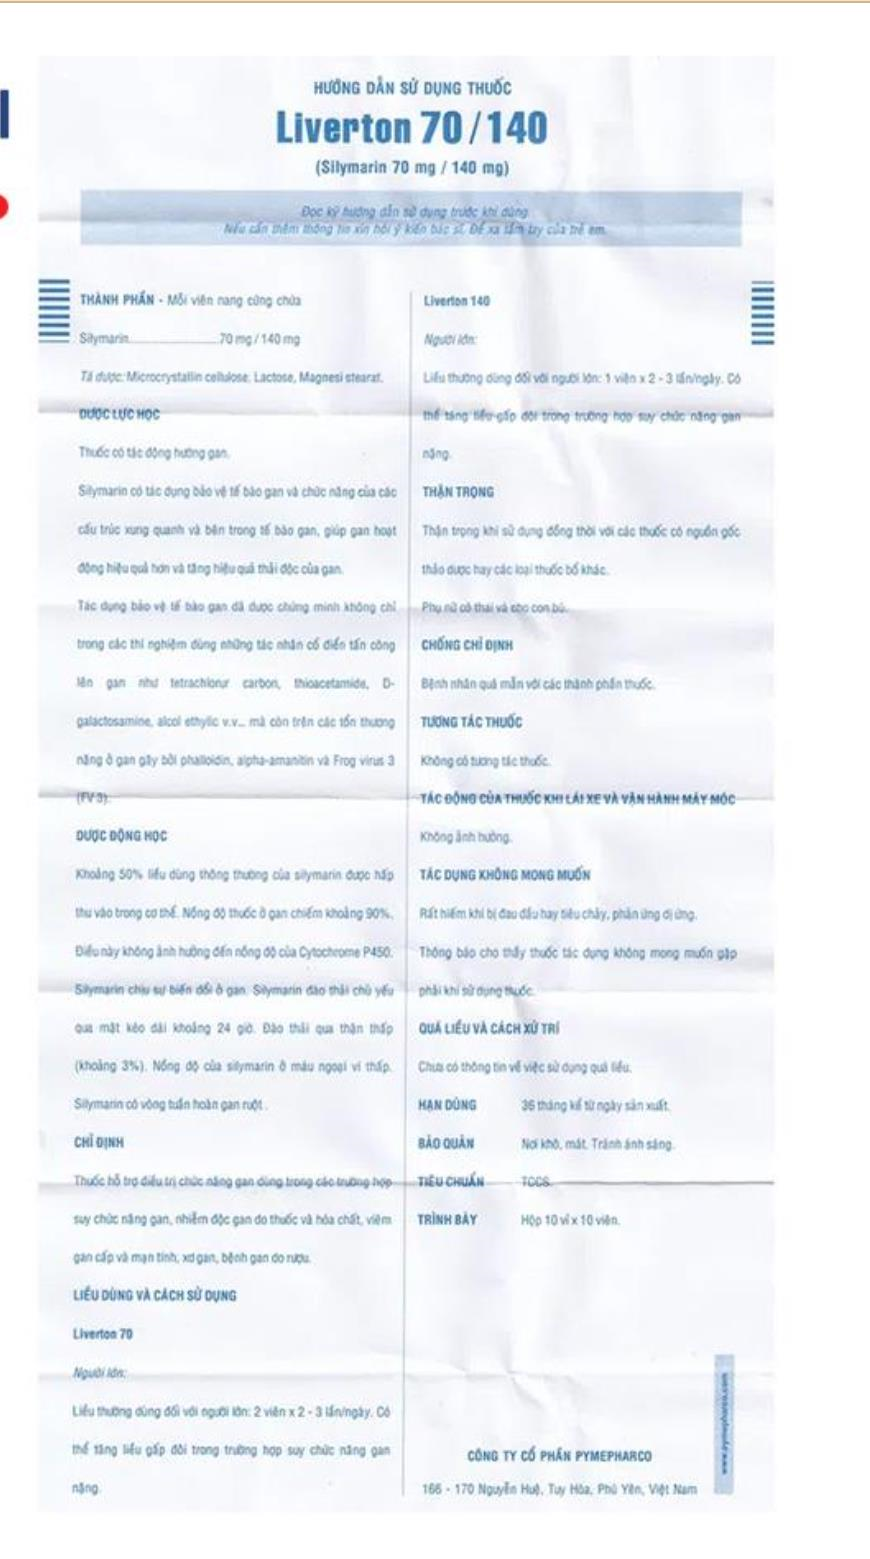 HƯỚNG DẪN SỬ DỤNG THUỐC
Liverton 70/140
(Silymarin 70 mg / 140 mg)
Đọc kỹ hướng dẫn sử dụng trước khi dùng
Nếu cần thêm thông tin xin hỏi ý kiến bác sĩ. Để xa tầm tay của trẻ em.
THÀNH PHẦN - Mỗi viên nang cứng chứa
Silymarin..............................70 mg / 140 mg
Tá dược: Microcrystallin cellulose, Lactose, Magnesi stearat.
DƯỢC LỰC HỌC
Thuốc có tác động hướng gan.
Silymarin có tác dụng bảo vệ tế bào gan và chức năng của các
cấu trúc xung quanh và bên trong tế bào gan, giúp gan hoạt
động hiệu quả hơn và tăng hiệu quả thải độc của gan.
Tác dụng bảo vệ tế bào gan đã được chứng minh không chỉ
trong các thí nghiệm dùng những tác nhân cổ điển tấn công
lên gan như tetrachlorur carbon, thioacetamide, D-
galactosamine, alcol ethylic v.v... mà còn trên các tổn thương
nặng ở gan gây bởi phalloidin, alpha-amanitin và Frog virus 3
(FV 3).
DƯỢC ĐỘNG HỌC
Khoảng 50% liều dùng thông thường của silymarin được hấp
thu vào trong cơ thể. Nồng độ thuốc ở gan chiếm khoảng 90%.
Điều này không ảnh hưởng đến nồng độ của Cytochrome P450.
Silymarin chịu sự biến đổi ở gan. Silymarin đào thải chủ yếu
qua mật kéo dài khoảng 24 giờ. Đào thải qua thận thấp
(khoảng 3%). Nồng độ của silymarin ở máu ngoại vi thấp.
Silymarin có vòng tuần hoàn gan ruột .
CHỈ ĐỊNH
Thuốc hỗ trợ điều trị chức năng gan dùng trong các trường hợp
suy chức năng gan, nhiễm độc gan do thuốc và hóa chất, viêm
gan cấp và mạn tính, xơ gan, bệnh gan do rượu.
LIỀU DÙNG VÀ CÁCH SỬ DỤNG
Liverton 70
Người lớn:
Liều thường dùng đối với người lớn: 2 viên x 2 - 3 lần/ngày. Có
thể tăng liều gấp đôi trong trường hợp suy chức năng gan
nặng.
Liverton 140
Người lớn:
Liều thường dùng đối với người lớn: 1 viên x 2 - 3 lần/ngày. Có
thể tăng liều gấp đôi trong trường hợp suy chức năng gan
nặng.
THẬN TRỌNG
Thận trọng khi sử dụng đồng thời với các thuốc có nguồn gốc
thảo dược hay các loại thuốc bổ khác.
Phụ nữ có thai và cho con bú.
CHỐNG CHỈ ĐỊNH
Bệnh nhân quá mẫn với các thành phần thuốc.
TƯƠNG TÁC THUỐC
Không có tương tác thuốc.
TÁC ĐỘNG CỦA THUỐC KHI LÁI XE VÀ VẬN HÀNH MÁY MÓC
Không ảnh hưởng.
TÁC DỤNG KHÔNG MONG MUỐN
Rất hiếm khi bị đau đầu hay tiêu chảy, phản ứng dị ứng.
Thông báo cho thầy thuốc tác dụng không mong muốn gặp
phải khi sử dụng thuốc.
QUÁ LIỀU VÀ CÁCH XỬ TRÍ
Chưa có thông tin về việc sử dụng quá liều.
HẠN DÙNG 36 tháng kể từ ngày sản xuất.
BẢO QUẢN Nơi khô, mát. Tránh ánh sáng.
TIÊU CHUẨN TCCS.
TRÌNH BÀY Hộp 10 vỉ x 10 viên.
CÔNG TY CỔ PHẦN PYMEPHARCO
166 - 170 Nguyễn Huệ, Tuy Hòa, Phú Yên, Việt Nam